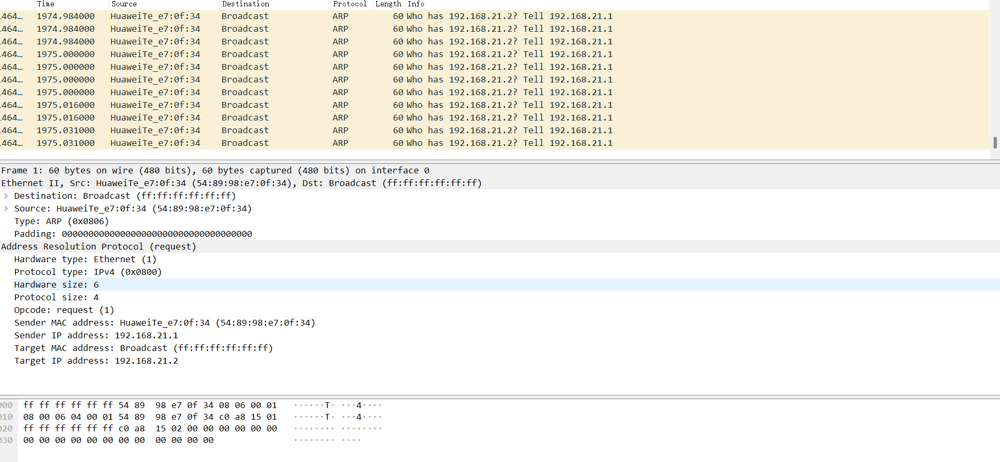 Time Source Destination Protocol Length Info
.464… 1974.984000 HuaweiTe_e7:0f:34 Broadcast ARP 60 Who has 192.168.21.2? Tell 192.168.21.1
.464… 1974.984000 HuaweiTe_e7:0f:34 Broadcast ARP 60 Who has 192.168.21.2? Tell 192.168.21.1
.464… 1974.984000 HuaweiTe_e7:0f:34 Broadcast ARP 60 Who has 192.168.21.2? Tell 192.168.21.1
.464… 1975.000000 HuaweiTe_e7:0f:34 Broadcast ARP 60 Who has 192.168.21.2? Tell 192.168.21.1
.464… 1975.000000 HuaweiTe_e7:0f:34 Broadcast ARP 60 Who has 192.168.21.2? Tell 192.168.21.1
.464… 1975.000000 HuaweiTe_e7:0f:34 Broadcast ARP 60 Who has 192.168.21.2? Tell 192.168.21.1
.464… 1975.000000 HuaweiTe_e7:0f:34 Broadcast ARP 60 Who has 192.168.21.2? Tell 192.168.21.1
.464… 1975.016000 HuaweiTe_e7:0f:34 Broadcast ARP 60 Who has 192.168.21.2? Tell 192.168.21.1
.464… 1975.016000 HuaweiTe_e7:0f:34 Broadcast ARP 60 Who has 192.168.21.2? Tell 192.168.21.1
.464… 1975.031000 HuaweiTe_e7:0f:34 Broadcast ARP 60 Who has 192.168.21.2? Tell 192.168.21.1
.464… 1975.031000 HuaweiTe_e7:0f:34 Broadcast ARP 60 Who has 192.168.21.2? Tell 192.168.21.1
Frame 1: 60 bytes on wire (480 bits), 60 bytes captured (480 bits) on interface 0
Ethernet II, Src: HuaweiTe_e7:0f:34 (54:89:98:e7:0f:34), Dst: Broadcast (ff:ff:ff:ff:ff:ff)
Destination: Broadcast (ff:ff:ff:ff:ff:ff)
Source: HuaweiTe_e7:0f:34 (54:89:98:e7:0f:34)
Type: ARP (0x0806)
Padding: 000000000000000000000000000000000000
Address Resolution Protocol (request)
Hardware type: Ethernet (1)
Protocol type: IPv4 (0x0800)
Hardware size: 6
Protocol size: 4
Opcode: request (1)
Sender MAC address: HuaweiTe_e7:0f:34 (54:89:98:e7:0f:34)
Sender IP address: 192.168.21.1
Target MAC address: Broadcast (ff:ff:ff:ff:ff:ff)
Target IP address: 192.168.21.2
000 ff ff ff ff ff ff 54 89 98 e7 0f 34 08 06 00 01 ······T· ···4····
010 08 00 06 04 00 01 54 89 98 e7 0f 34 c0 a8 15 01 ······T· ···4····
020 ff ff ff ff ff ff c0 a8 15 02 00 00 00 00 00 00 ········ ········
030 00 00 00 00 00 00 00 00 00 00 00 00 ········ ····